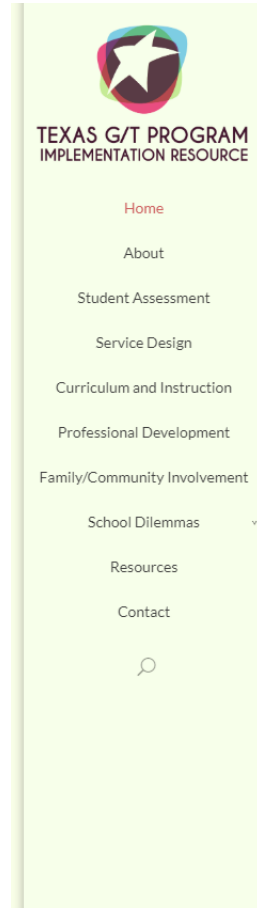 TEXAS G/T PROGRAM
IMPLEMENTATION RESOURCE
Home
About
Student Assessment
Service Design
Curriculum and Instruction
Professional Development
Family/Community Involvement
School Dilemmas
Resources
Contact